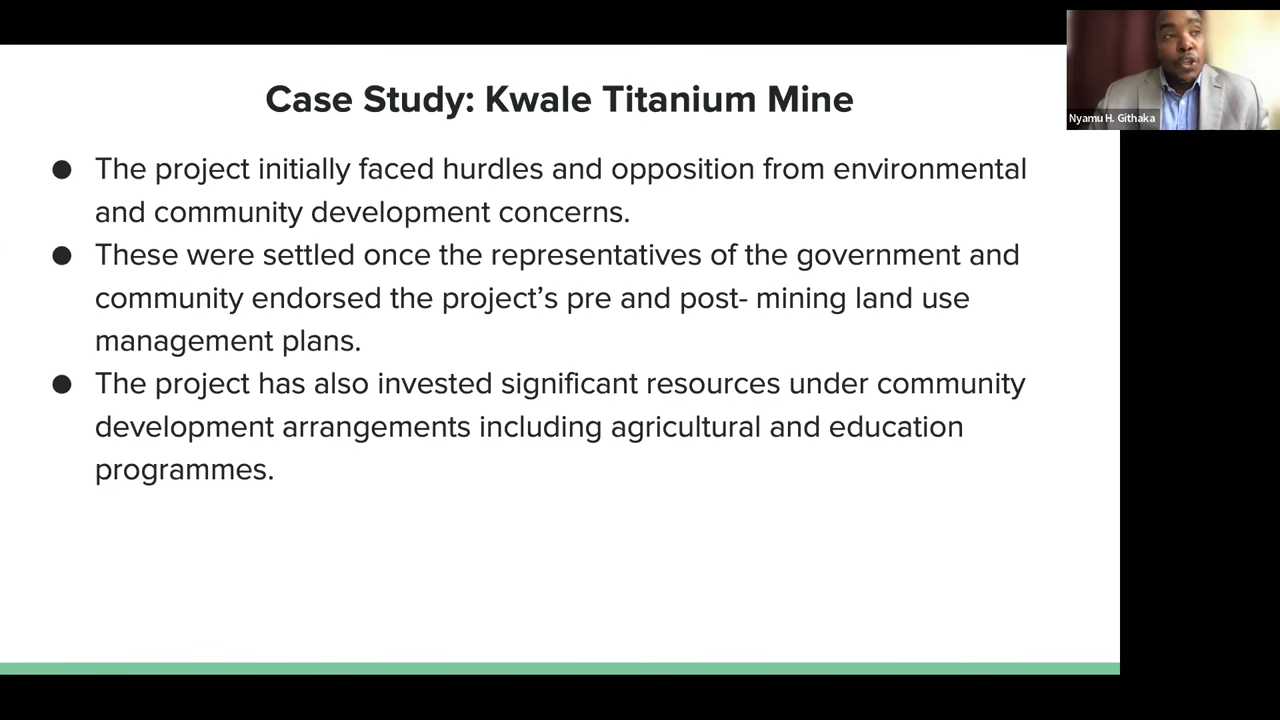 Case Study: Kwale Titanium Mine
Nyamu H. Githaka
● The project initially faced hurdles and opposition from environmental
and community development concerns.
● These were settled once the representatives of the government and
community endorsed the project’s pre and post- mining land use
management plans.
● The project has also invested significant resources under community
development arrangements including agricultural and education
programmes.